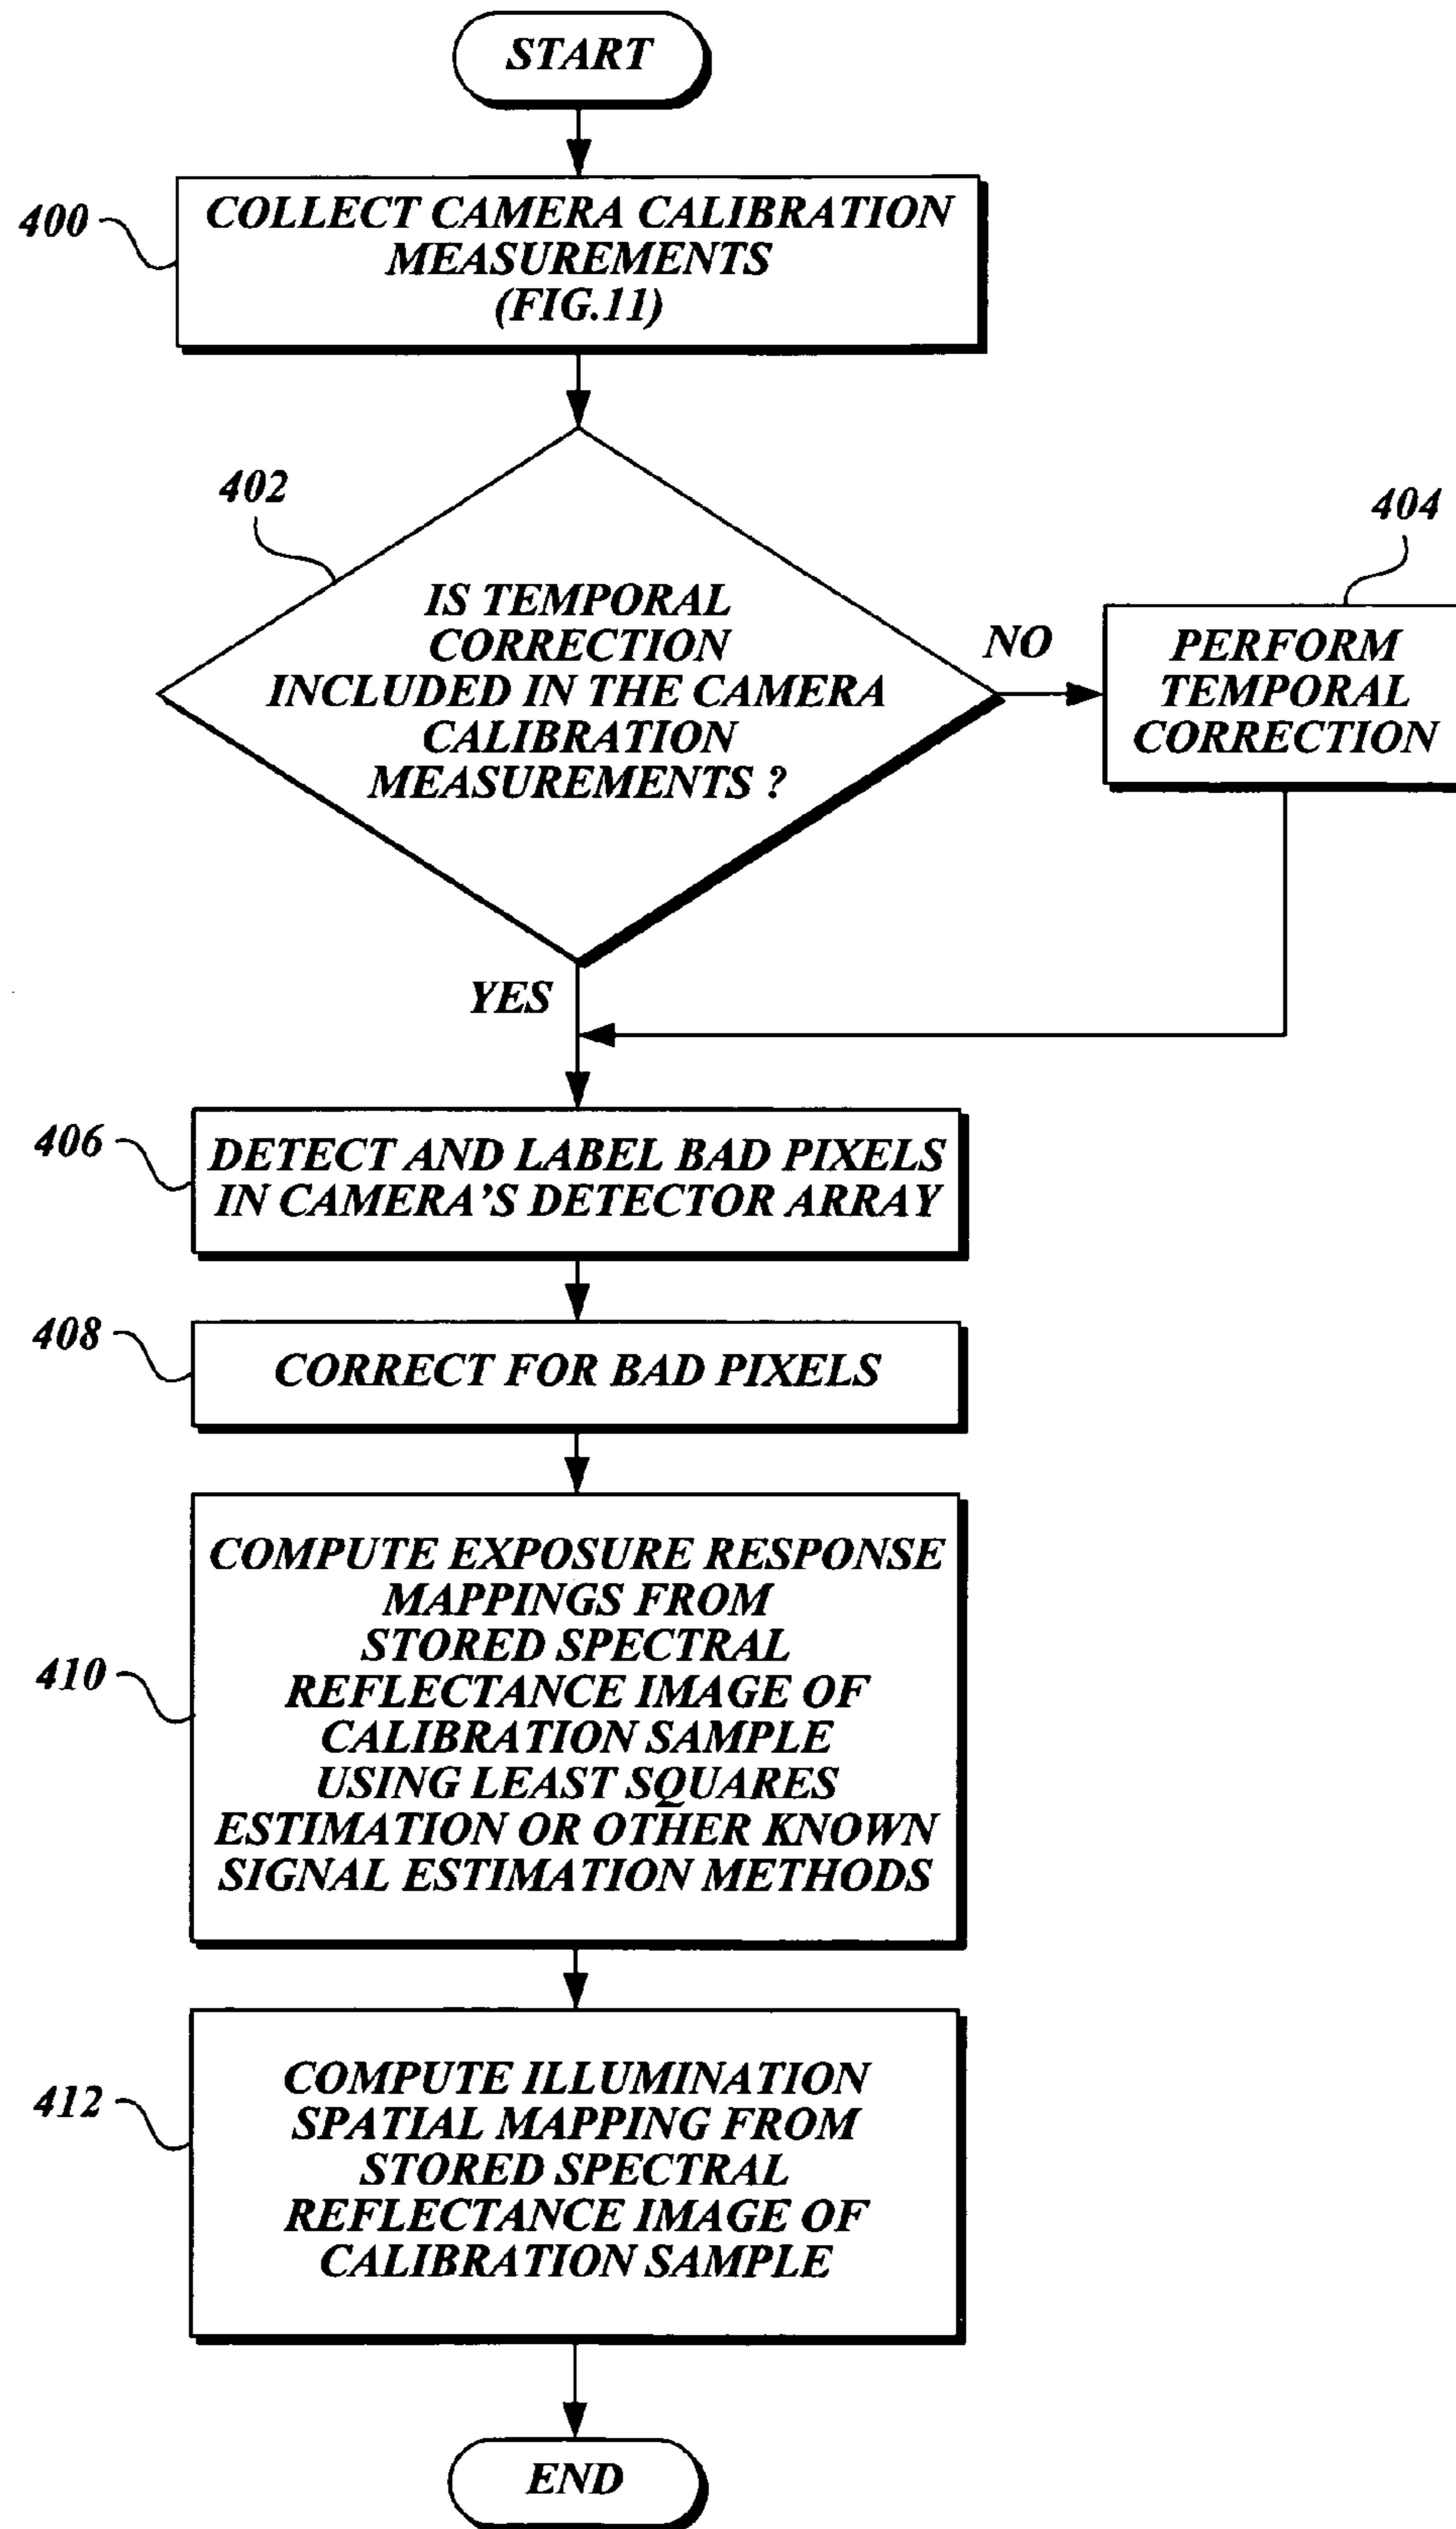 START
400
COLLECT CAMERA CALIBRATION
MEASUREMENTS
(FIG.11)
402
IS TEMPORAL
CORRECTION
INCLUDED IN THE CAMERA
CALIBRATION
MEASUREMENTS ?
NO
404
PERFORM
TEMPORAL
CORRECTION
YES
406
DETECT AND LABEL BAD PIXELS
IN CAMERA'S DETECTOR ARRAY
408
CORRECT FOR BAD PIXELS
410
COMPUTE EXPOSURE RESPONSE
MAPPINGS FROM
STORED SPECTRAL
REFLECTANCE IMAGE OF
CALIBRATION SAMPLE
USING LEAST SQUARES
ESTIMATION OR OTHER KNOWN
SIGNAL ESTIMATION METHODS
412
COMPUTE ILLUMINATION
SPATIAL MAPPING FROM
STORED SPECTRAL
REFLECTANCE IMAGE OF
CALIBRATION SAMPLE
END